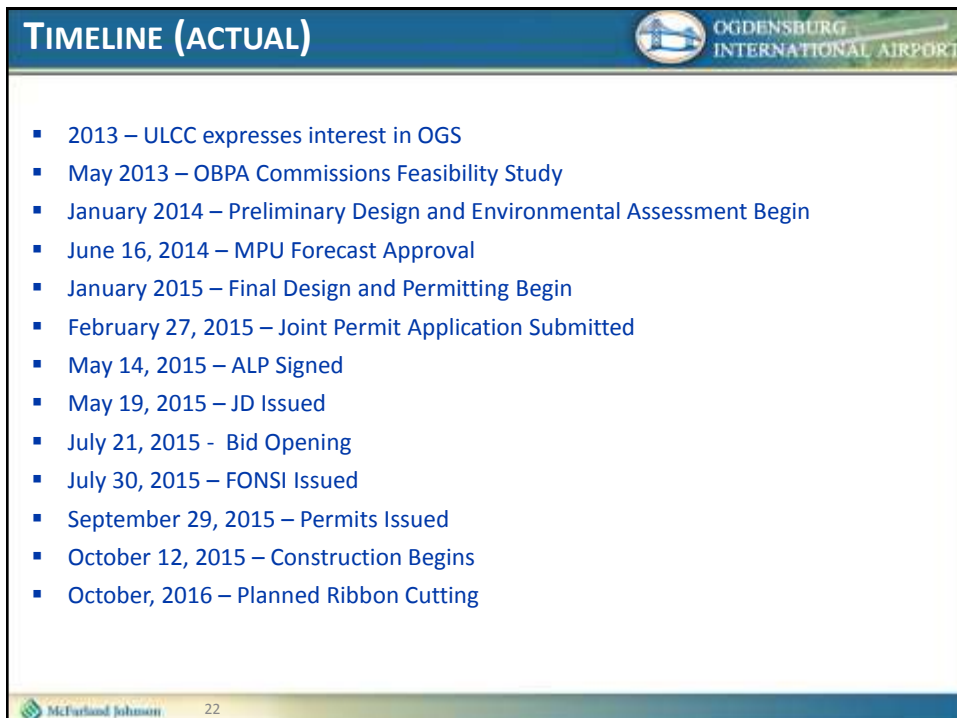 TIMELINE (ACTUAL)
OGDENSBURG
INTERNATIONAL AIRPORT
▪ 2013 – ULCC expresses interest in OGS
▪ May 2013 – OBPA Commissions Feasibility Study
▪ January 2014 – Preliminary Design and Environmental Assessment Begin
▪ June 16, 2014 – MPU Forecast Approval
▪ January 2015 – Final Design and Permitting Begin
▪ February 27, 2015 – Joint Permit Application Submitted
▪ May 14, 2015 – ALP Signed
▪ May 19, 2015 – JD Issued
▪ July 21, 2015 - Bid Opening
▪ July 30, 2015 – FONSI Issued
▪ September 29, 2015 – Permits Issued
▪ October 12, 2015 – Construction Begins
▪ October, 2016 – Planned Ribbon Cutting
McFarland Johnson 22